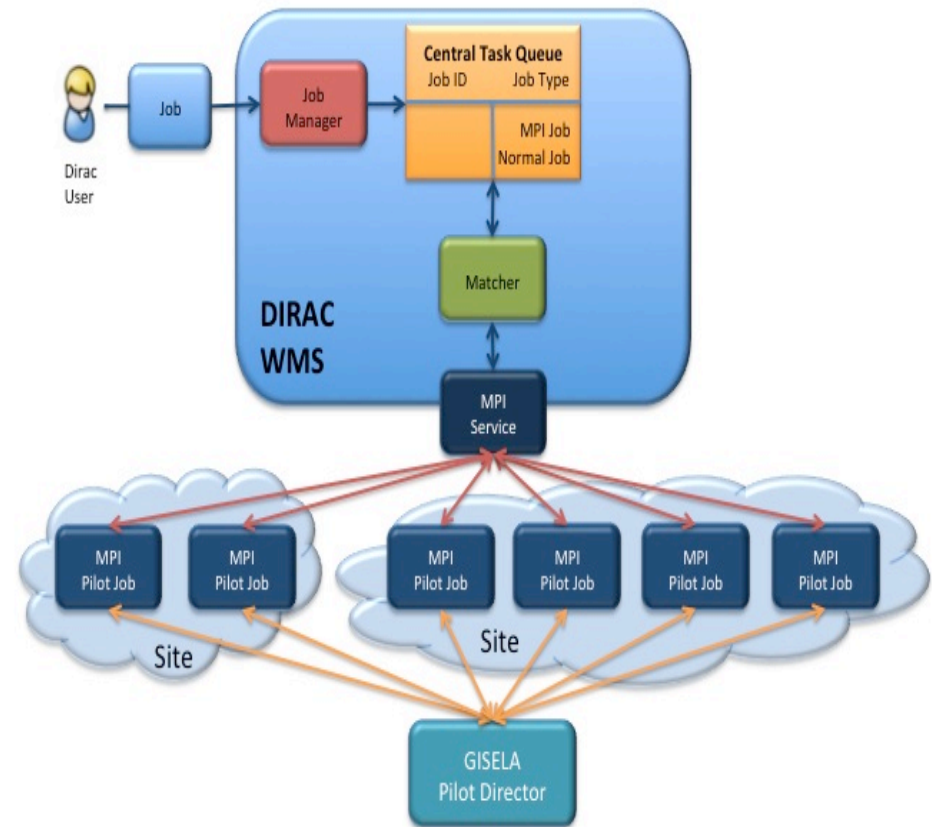 Central Task Queue
Job ID Job Type
MPI Job
Normal Job
Job
Job
Manager
Dirac
User
Matcher
DIRAC
WMS
MPI
Service
MPI
Pilot Job
MPI
Pilot Job
MPI
Pilot Job
MPI
Pilot Job
MPI
Pilot Job
MPI
Pilot Job
Site
Site
GISELA
Pilot Director